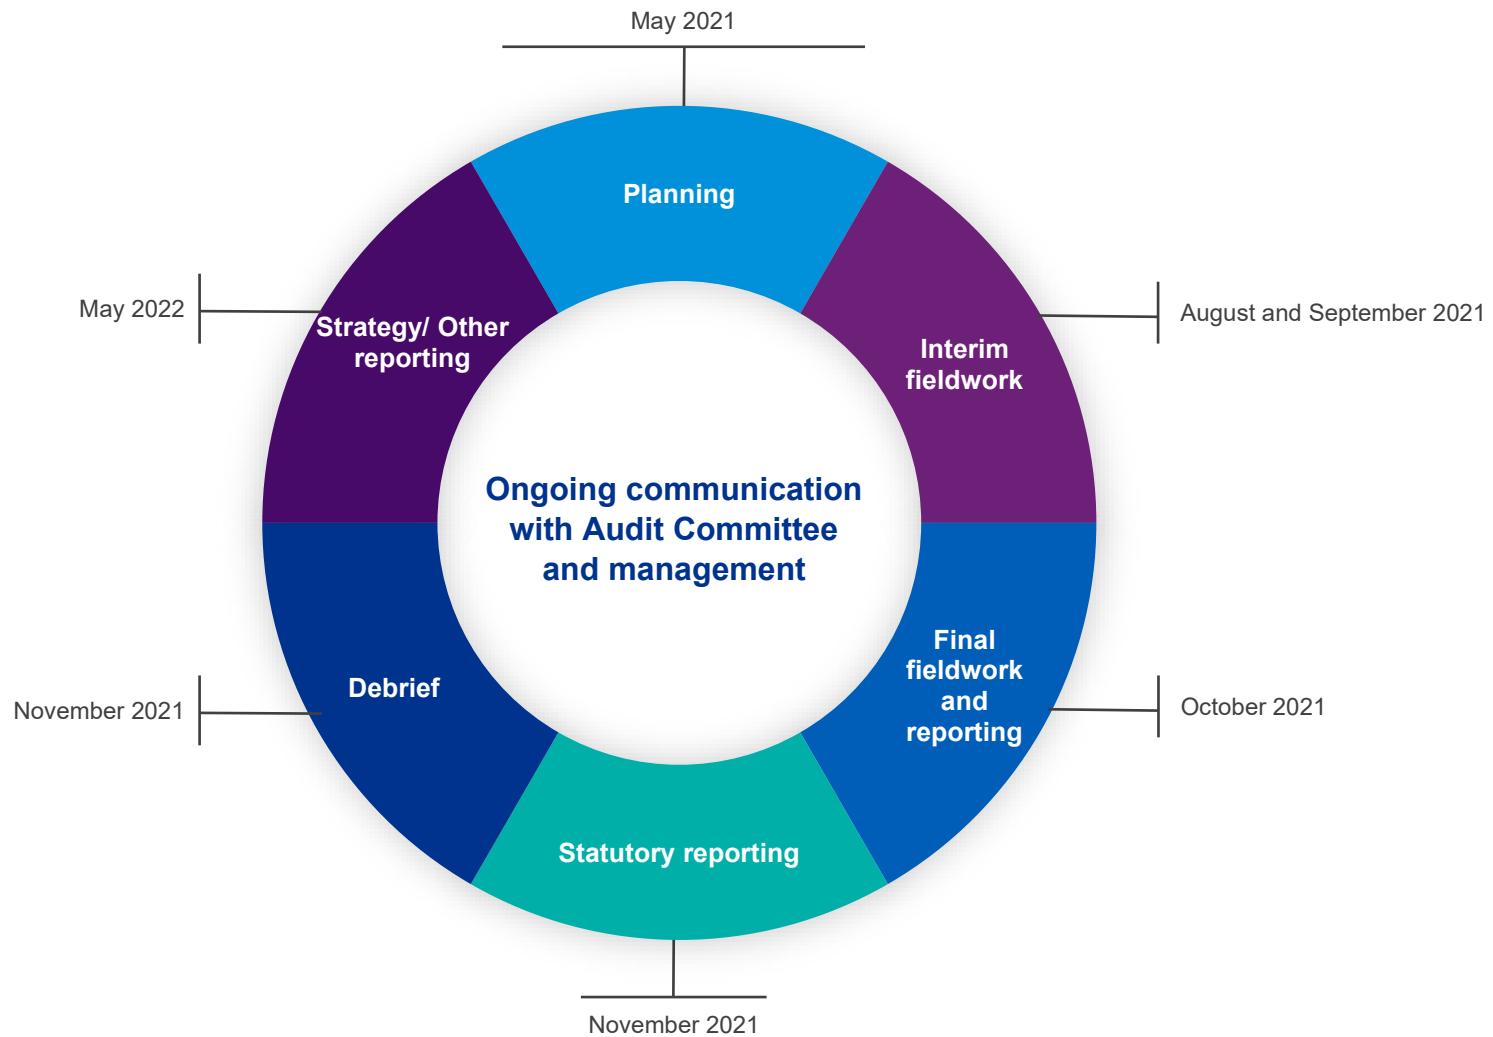 May 2021
Planning
Strategy/ Other
reporting
May 2022
Interim
fieldwork
August and September 2021
Ongoing communication
with Audit Committee
and management
Final
fieldwork
and
reporting
October 2021
Debrief
November 2021
Statutory reporting
November 2021